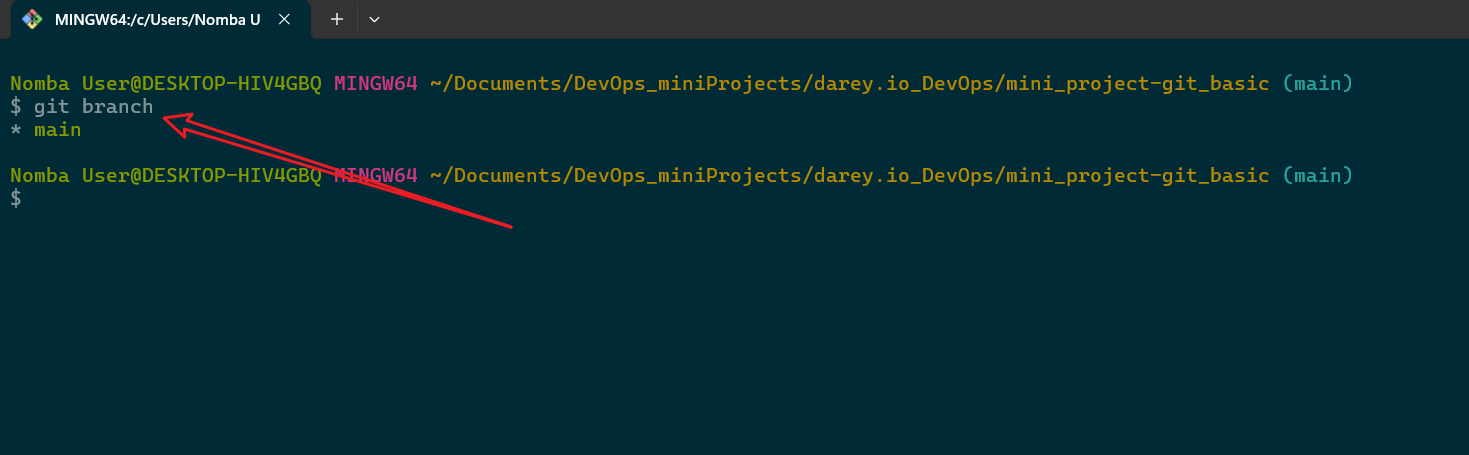 MINGW64:/c/Users/Nomba U
Nomba User@DESKTOP-HIV4GBQ MINGW64 ~/Documents/DevOps_miniProjects/darey.io_DevOps/mini_project-git_basic (main)
$ git branch
* main
Nomba User@DESKTOP-HIV4GBQ MINGW64 ~/Documents/DevOps_miniProjects/darey.io_DevOps/mini_project-git_basic (main)
$